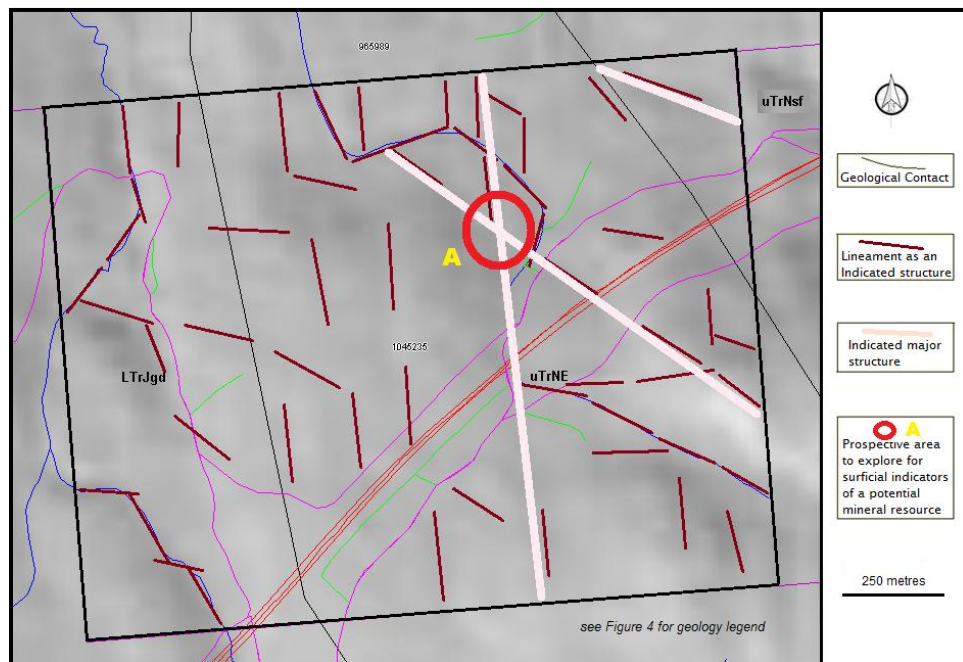 965989
uTrNsf
A
1045235
LTrJgd
uTrNE
see Figure 4 for geology legend
Geological Contact
Lineament as an
Indicated structure
Indicated major
structure
A
Prospective area
to explore for
surficial indicators
of a potential
mineral resource
250 metres